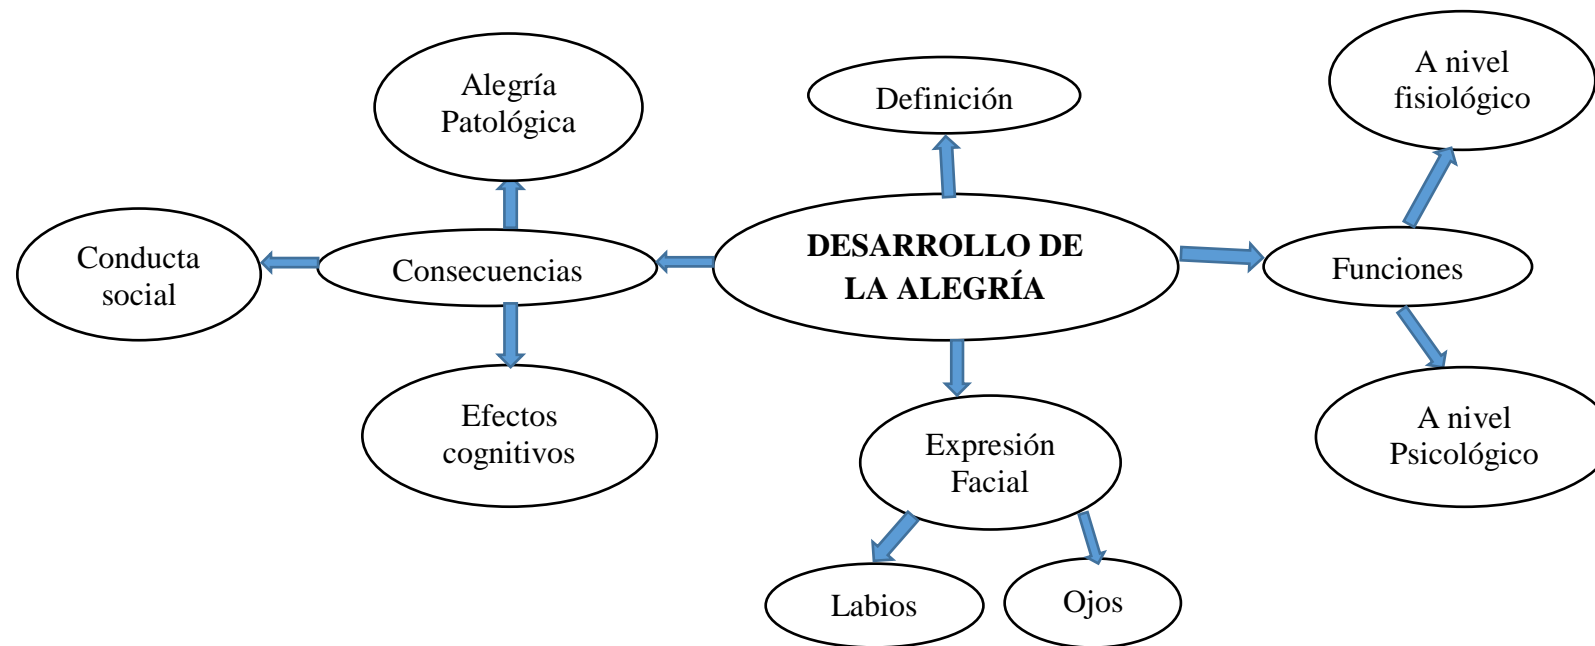 Alegría
Patológica
Definición
A nivel
fisiológico
Conducta
social
Consecuencias
DESARROLLO DE
LA ALEGRÍA
Funciones
Efectos
cognitivos
Expresión
Facial
A nivel
Psicológico
Labios
Ojos